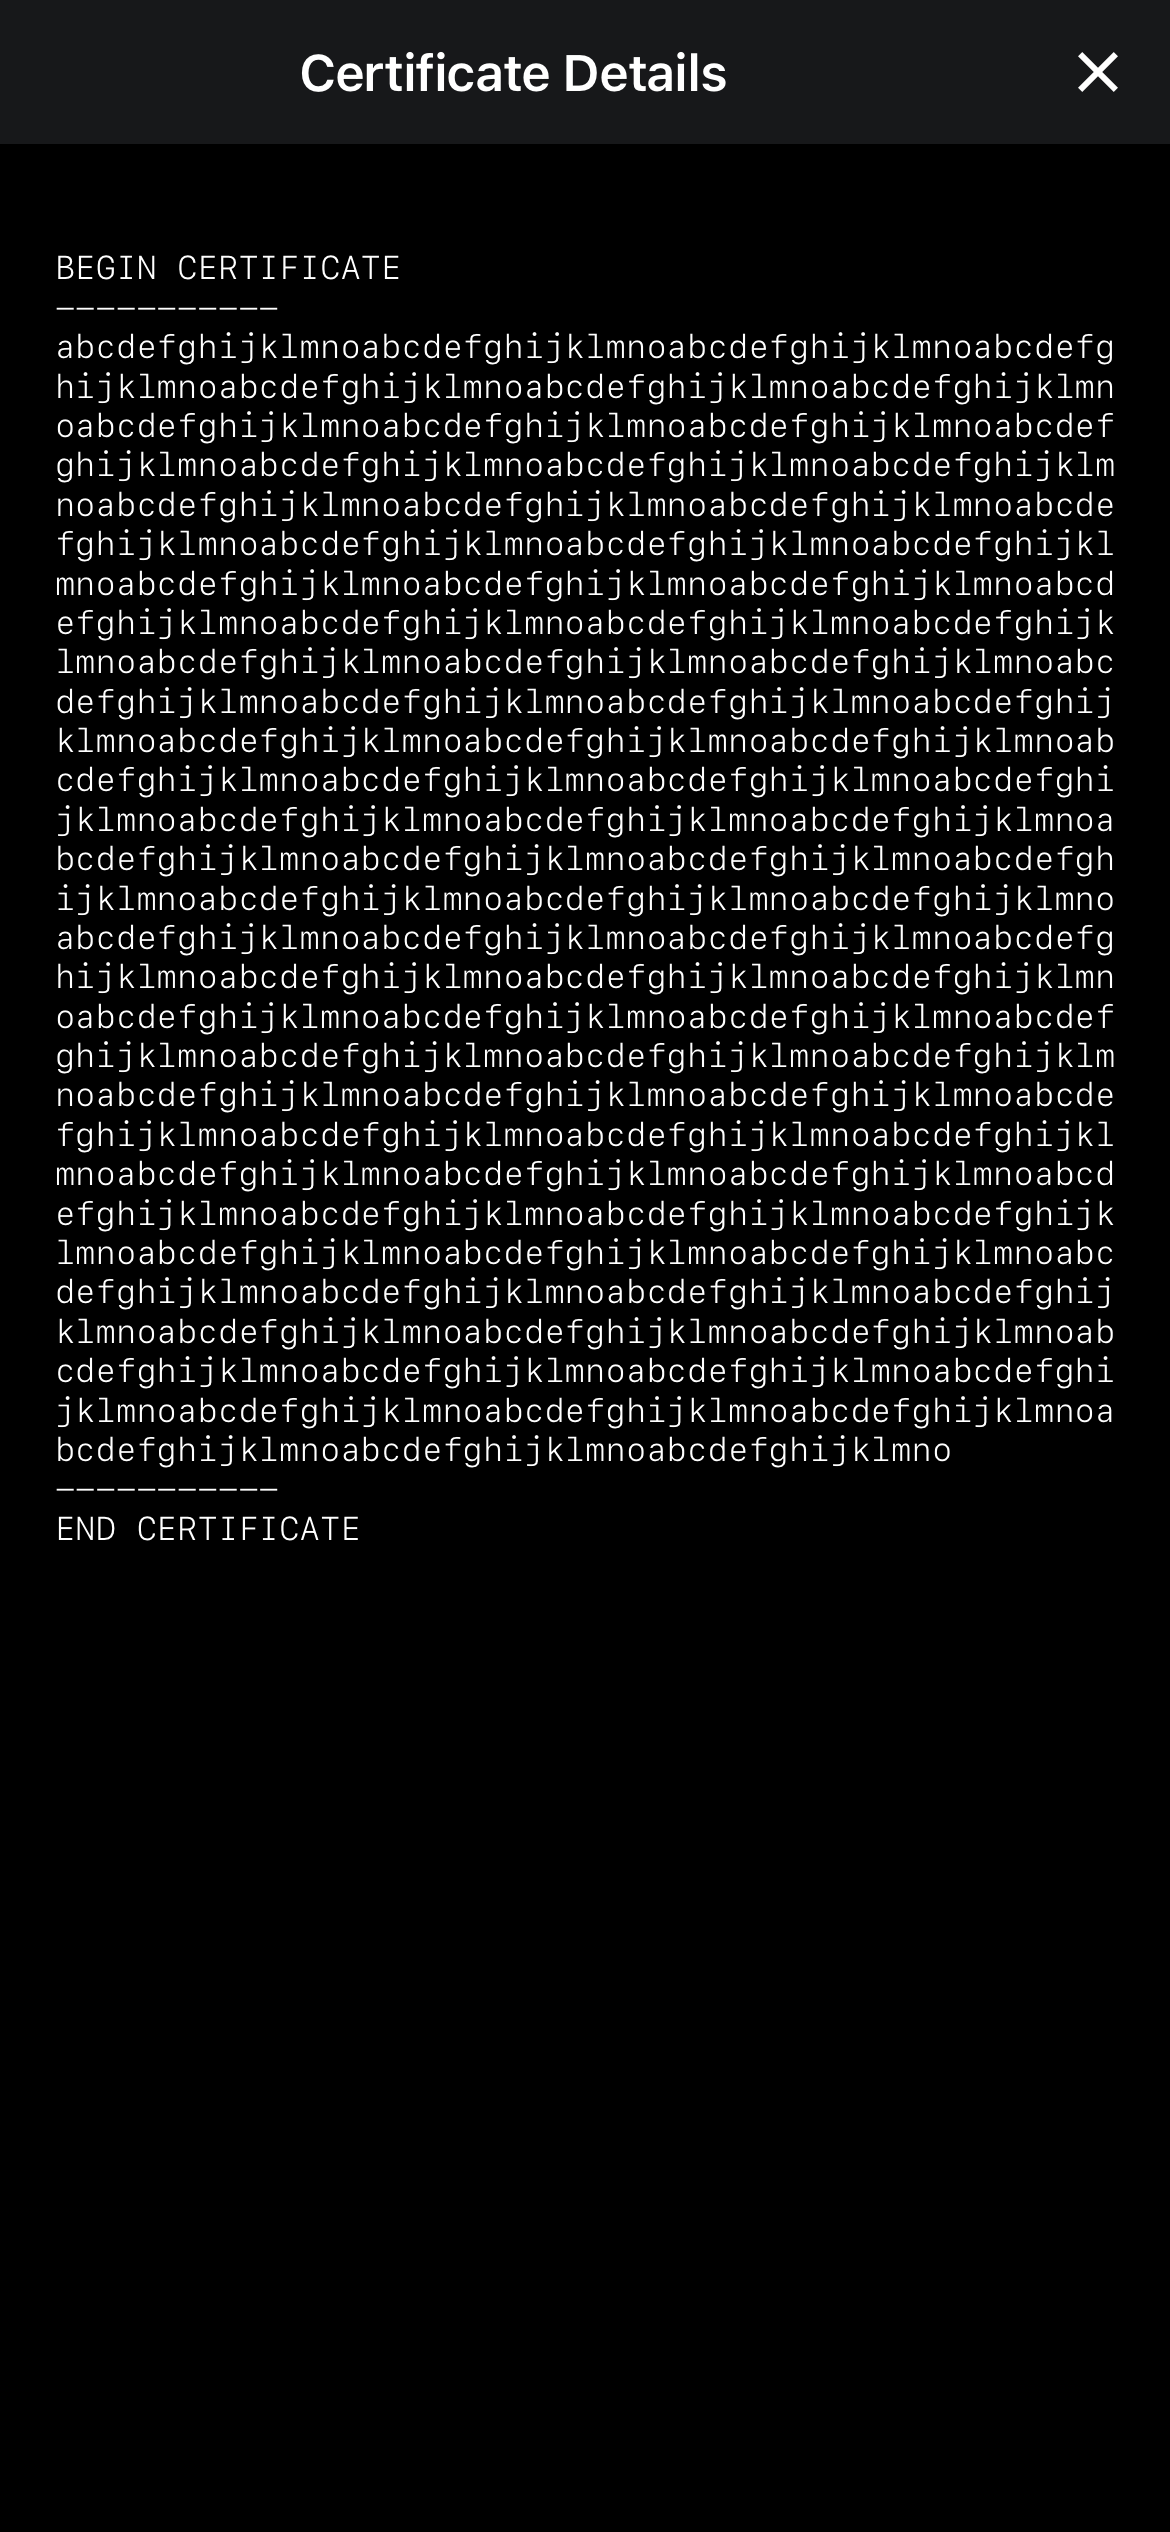 Certificate Details
BEGIN CERTIFICATE
———————————
abcdefghijklmnoabcdefghijklmnoabcdefghijklmnoabcdefg
hijklmnoabcdefghijklmnoabcdefghijklmnoabcdefghijklmn
oabcdefghijklmnoabcdefghijklmnoabcdefghijklmnoabcdef
ghijklmnoabcdefghijklmnoabcdefghijklmnoabcdefghijklm
noabcdefghijklmnoabcdefghijklmnoabcdefghijklmnoabcde
fghijklmnoabcdefghijklmnoabcdefghijklmnoabcdefghijkl
mnoabcdefghijklmnoabcdefghijklmnoabcdefghijklmnoabcd
efghijklmnoabcdefghijklmnoabcdefghijklmnoabcdefghijk
lmnoabcdefghijklmnoabcdefghijklmnoabcdefghijklmnoabc
defghijklmnoabcdefghijklmnoabcdefghijklmnoabcdefghij
klmnoabcdefghijklmnoabcdefghijklmnoabcdefghijklmnoab
cdefghijklmnoabcdefghijklmnoabcdefghijklmnoabcdefghi
jklmnoabcdefghijklmnoabcdefghijklmnoabcdefghijklmnoa
bcdefghijklmnoabcdefghijklmnoabcdefghijklmnoabcdefgh
ijklmnoabcdefghijklmnoabcdefghijklmnoabcdefghijklmno
abcdefghijklmnoabcdefghijklmnoabcdefghijklmnoabcdefg
hijklmnoabcdefghijklmnoabcdefghijklmnoabcdefghijklmn
oabcdefghijklmnoabcdefghijklmnoabcdefghijklmnoabcdef
ghijklmnoabcdefghijklmnoabcdefghijklmnoabcdefghijklm
noabcdefghijklmnoabcdefghijklmnoabcdefghijklmnoabcde
fghijklmnoabcdefghijklmnoabcdefghijklmnoabcdefghijkl
mnoabcdefghijklmnoabcdefghijklmnoabcdefghijklmnoabcd
efghijklmnoabcdefghijklmnoabcdefghijklmnoabcdefghijk
lmnoabcdefghijklmnoabcdefghijklmnoabcdefghijklmnoabc
defghijklmnoabcdefghijklmnoabcdefghijklmnoabcdefghij
klmnoabcdefghijklmnoabcdefghijklmnoabcdefghijklmnoab
cdefghijklmnoabcdefghijklmnoabcdefghijklmnoabcdefghi
jklmnoabcdefghijklmnoabcdefghijklmnoabcdefghijklmnoa
bcdefghijklmnoabcdefghijklmnoabcdefghijklmno
———————————
END CERTIFICATE